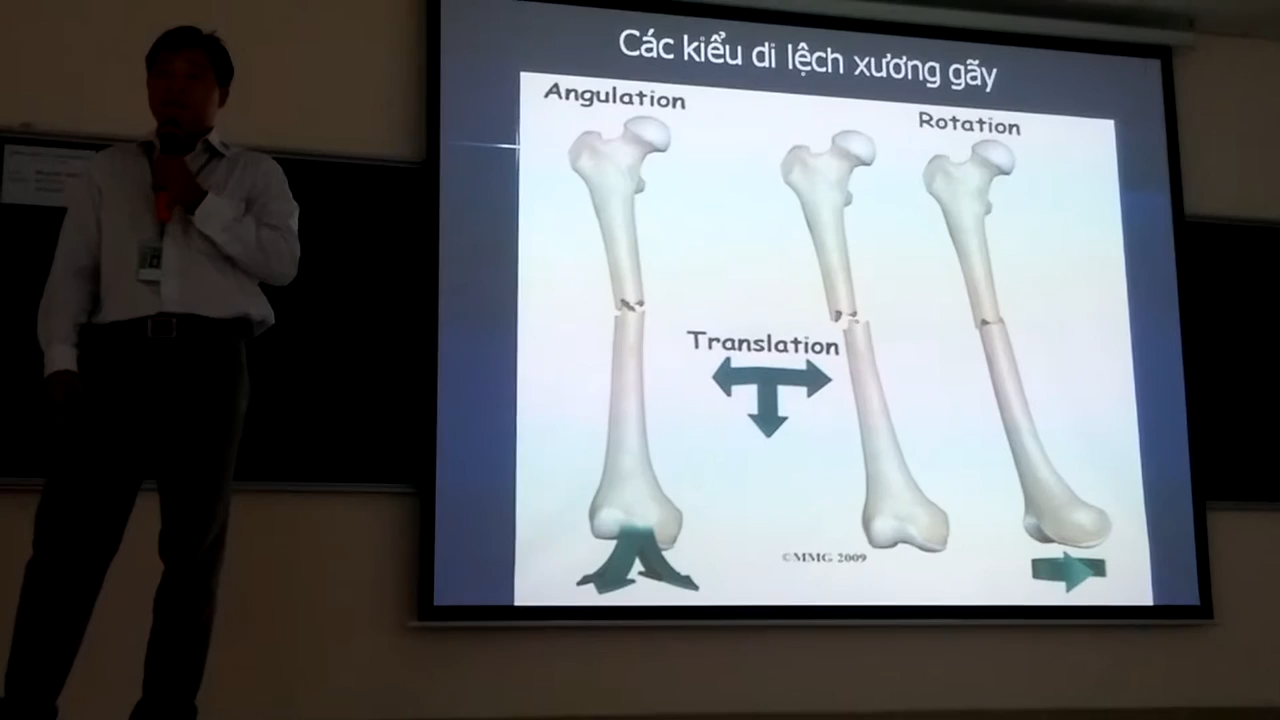 Các kiểu di lệch xương gãy
Angulation
Rotation
Translation
©MMG 2009